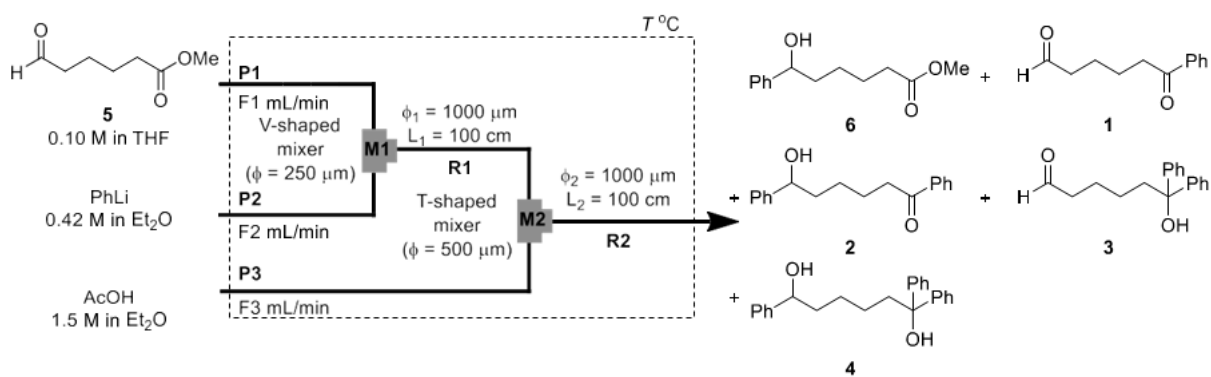 T °C
O
H
OMe
O
5
0.10 M in THF
P1
F1 mL/min
V-shaped
mixer
(ϕ = 250 μm)
M1
ϕ₁ = 1000 μm
L₁ = 100 cm
R1
PhLi
0.42 M in Et₂O
P2
F2 mL/min
T-shaped
mixer
(ϕ = 500 μm)
M2
ϕ₂ = 1000 μm
L₂ = 100 cm
R2
AcOH
1.5 M in Et₂O
P3
F3 mL/min
OH
Ph
OMe
O
6
+
O
H
Ph
O
1
+
OH
Ph
Ph
O
2
+
O
H
Ph
Ph
OH
3
+
OH
Ph
Ph
Ph
OH
4